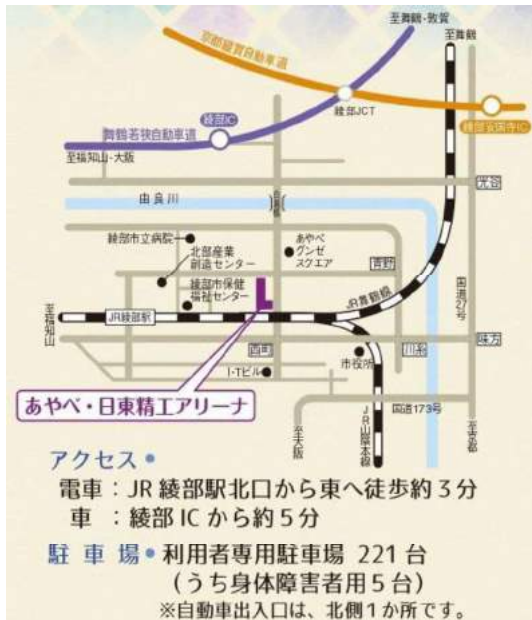 至舞鶴・敦賀
至舞鶴
京都縦貫自動車道
綾部IC
綾部JCT
綾部安国寺IC
舞鶴若狭自動車道
至福知山・大阪
由良川
綾部市立病院
北部産業
創造センター
綾部市保健
福祉センター
あやべ
グンゼ
スクエア
青野
JR舞鶴線
国道27号
至福知山
JR綾部駅
西町
I-Tビル
市役所
川糸
味方
あやべ・日東精工アリーナ
至大阪
JR山陰本線
国道173号
至京都
アクセス●
電車：JR綾部駅北口から東へ徒歩約3分
車 ：綾部ICから約5分
駐車場●利用者専用駐車場 221台
（うち身体障害者用5台）
※自動車出入口は、北側1か所です。